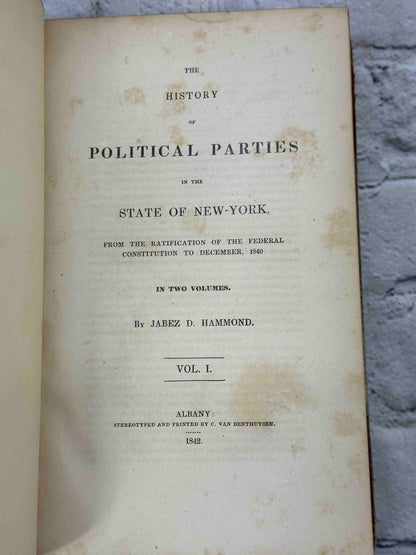 THE
HISTORY
OF
POLITICAL PARTIES
IN THE
STATE OF NEW-YORK,
FROM THE RATIFICATION OF THE FEDERAL
CONSTITUTION TO DECEMBER, 1840
IN TWO VOLUMES.
BY JABEZ D. HAMMOND.
VOL. I.
ALBANY:
STEREOTYPED AND PRINTED BY C. VAN BENTHUYSEN,
.......
1842.